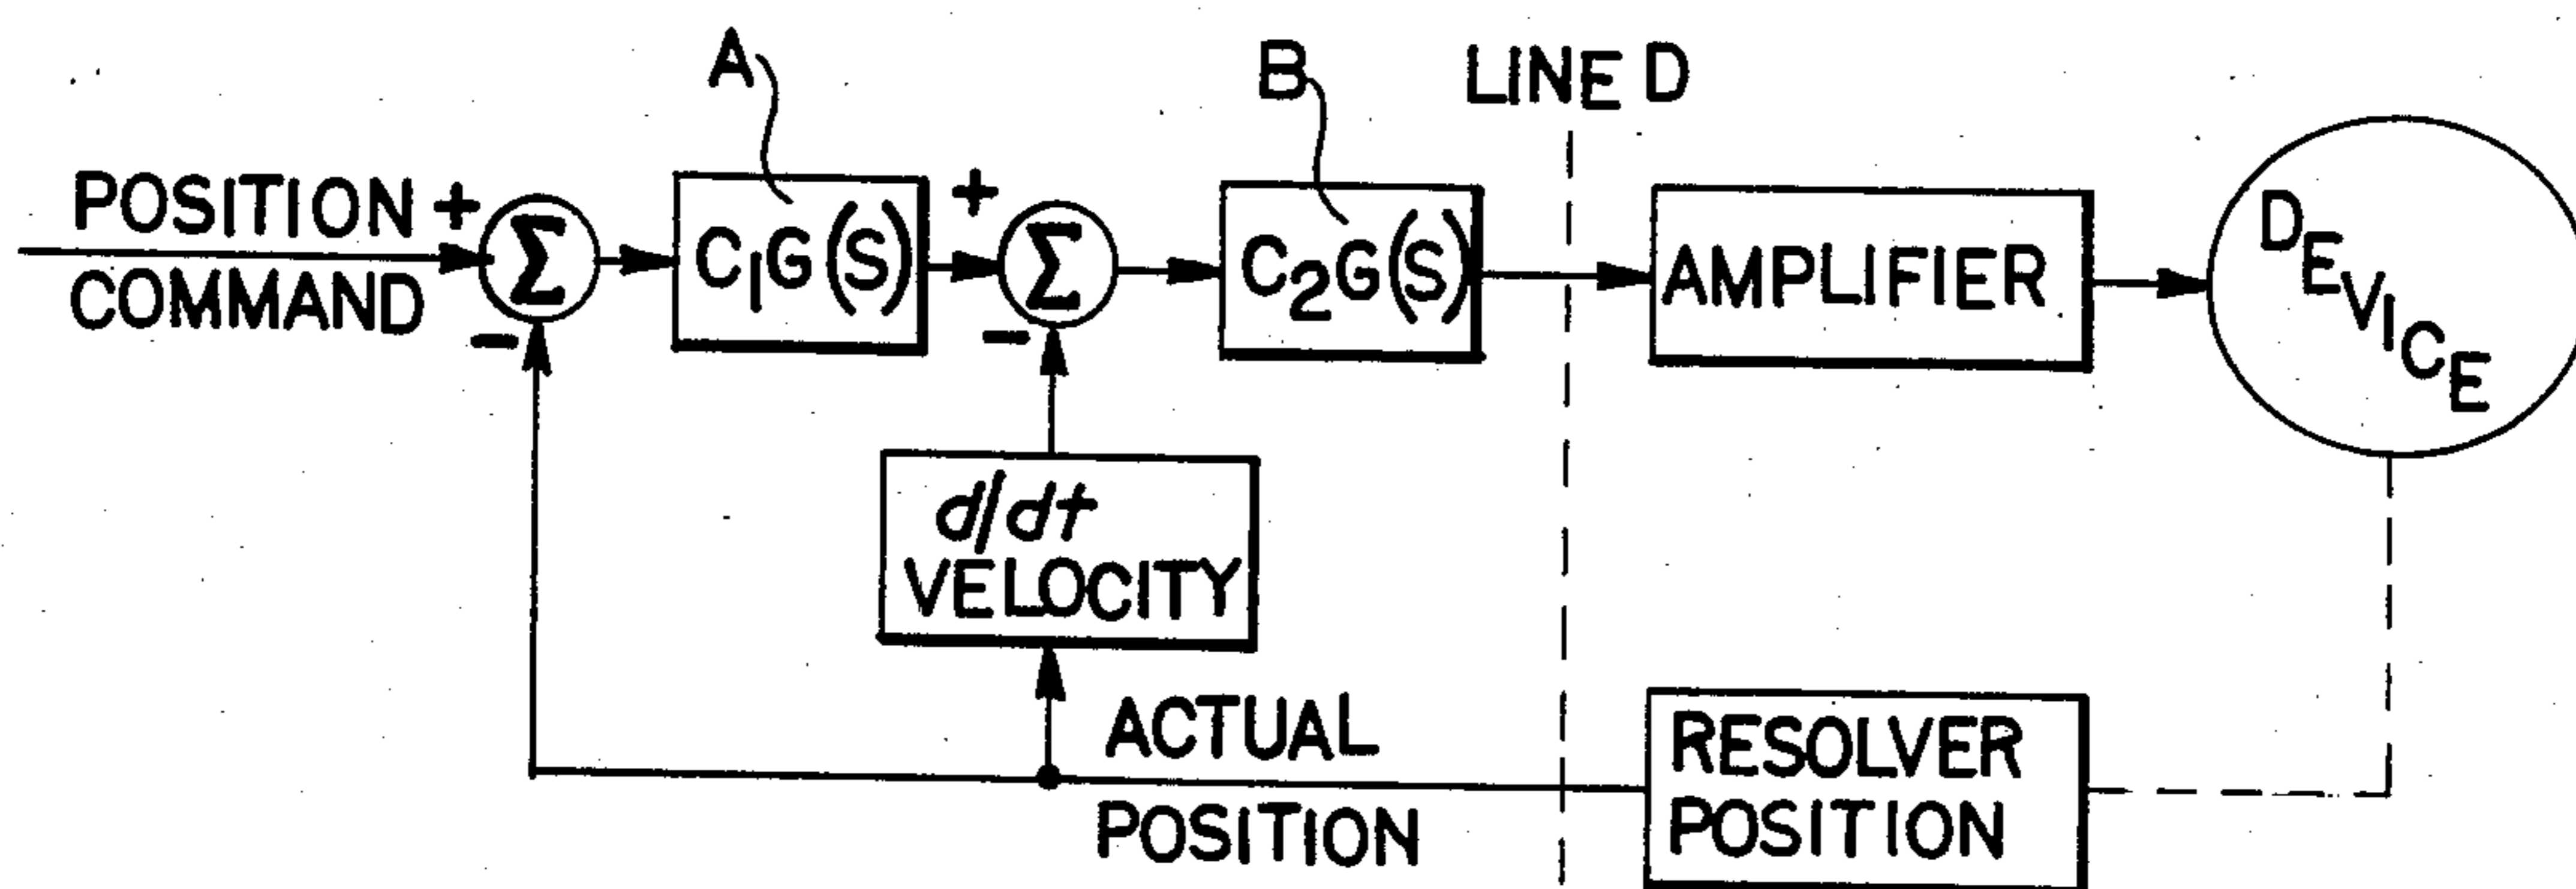 A
B
LINE D
POSITION
COMMAND
+
-
Σ
C₁G(S)
+
-
Σ
C₂G(S)
AMPLIFIER
DEVICE
d/dt
VELOCITY
ACTUAL
POSITION
RESOLVER
POSITION